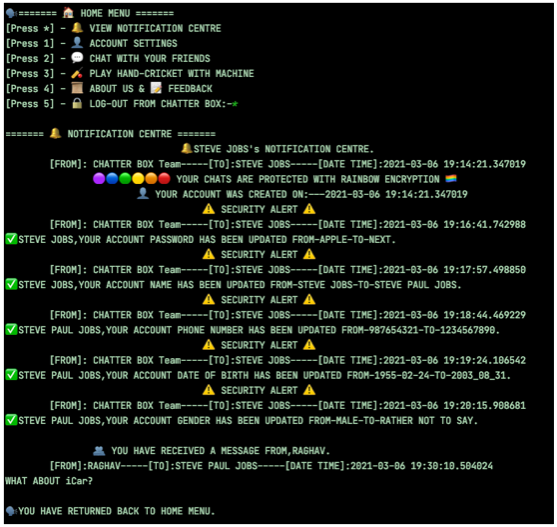 🗣======= 🏠 HOME MENU =======
[Press *] - 🔔 VIEW NOTIFICATION CENTRE
[Press 1] - 👤 ACCOUNT SETTINGS
[Press 2] - 💬 CHAT WITH YOUR FRIENDS
[Press 3] - 🏏 PLAY HAND-CRICKET WITH MACHINE
[Press 4] - 🏢 ABOUT US & 📝 FEEDBACK
[Press 5] - 🔒 LOG-OUT FROM CHATTER BOX:-*
======= 🔔 NOTIFICATION CENTRE =======
🔔STEVE JOBS's NOTIFICATION CENTRE.
[FROM]: CHATTER BOX Team-----[TO]:STEVE JOBS-----[DATE TIME]:2021-03-06 19:14:21.347019
🟣🔵🟢🟡🟠🔴 YOUR CHATS ARE PROTECTED WITH RAINBOW ENCRYPTION 🏳️‍🌈
👤 YOUR ACCOUNT WAS CREATED ON:---2021-03-06 19:14:21.347019
⚠️ SECURITY ALERT ⚠️
[FROM]: CHATTER BOX Team-----[TO]:STEVE JOBS-----[DATE TIME]:2021-03-06 19:16:41.742988
✅STEVE JOBS,YOUR ACCOUNT PASSWORD HAS BEEN UPDATED FROM-APPLE-TO-NEXT.
⚠️ SECURITY ALERT ⚠️
[FROM]: CHATTER BOX Team-----[TO]:STEVE JOBS-----[DATE TIME]:2021-03-06 19:17:57.498850
✅STEVE JOBS,YOUR ACCOUNT NAME HAS BEEN UPDATED FROM-STEVE JOBS-TO-STEVE PAUL JOBS.
⚠️ SECURITY ALERT ⚠️
[FROM]: CHATTER BOX Team-----[TO]:STEVE JOBS-----[DATE TIME]:2021-03-06 19:18:44.469229
✅STEVE PAUL JOBS,YOUR ACCOUNT PHONE NUMBER HAS BEEN UPDATED FROM-987654321-TO-1234567890.
⚠️ SECURITY ALERT ⚠️
[FROM]: CHATTER BOX Team-----[TO]:STEVE JOBS-----[DATE TIME]:2021-03-06 19:19:24.106542
✅STEVE PAUL JOBS,YOUR ACCOUNT DATE OF BIRTH HAS BEEN UPDATED FROM-1955-02-24-TO-2003_08_31.
⚠️ SECURITY ALERT ⚠️
[FROM]: CHATTER BOX Team-----[TO]:STEVE JOBS-----[DATE TIME]:2021-03-06 19:20:15.908681
✅STEVE PAUL JOBS,YOUR ACCOUNT GENDER HAS BEEN UPDATED FROM-MALE-TO-RATHER NOT TO SAY.
👥 YOU HAVE RECEIVED A MESSAGE FROM,RAGHAV.
[FROM]:RAGHAV-----[TO]:STEVE PAUL JOBS-----[DATE TIME]:2021-03-06 19:30:10.504024
WHAT ABOUT iCar?
🗣YOU HAVE RETURNED BACK TO HOME MENU.